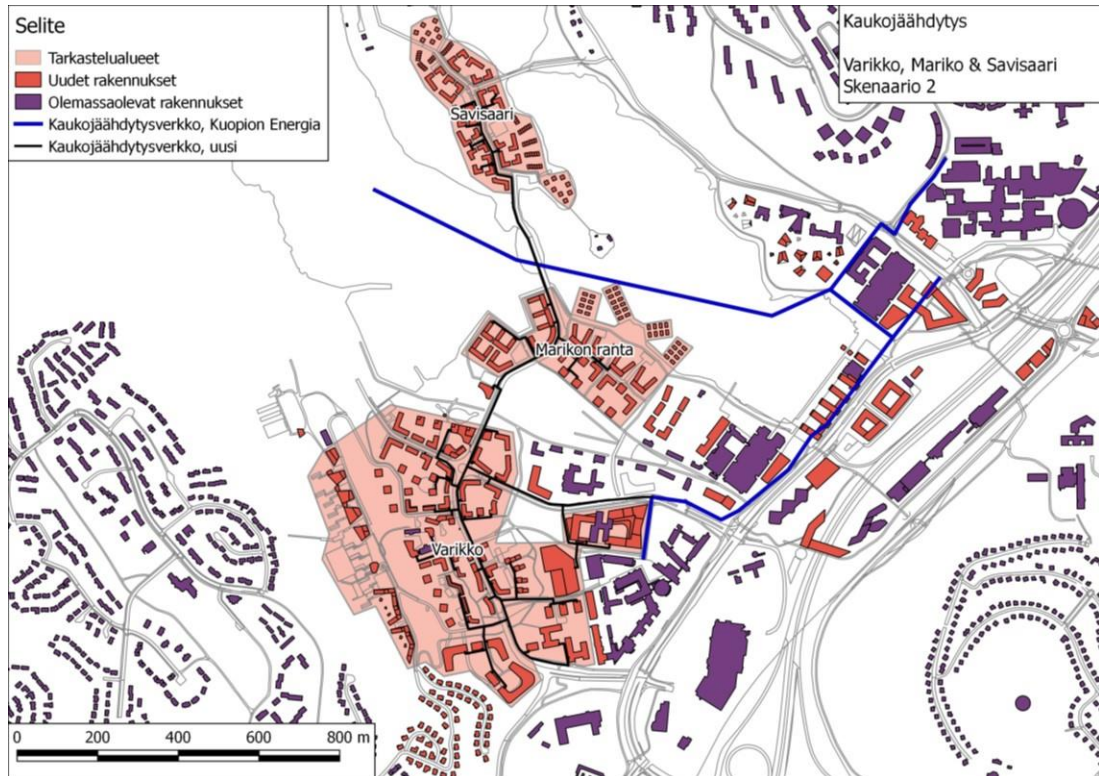 Selite
Tarkastelualueet
Uudet rakennukset
Olemassaolevat rakennukset
Kaukojäähdytysverkko, Kuopion Energia
Kaukojäähdytysverkko, uusi
Kaukojäähdytys
Varikko, Mariko & Savisaari
Skenaario 2
Savisaari
Marikon ranta
Varikko
0 200 400 600 800 m